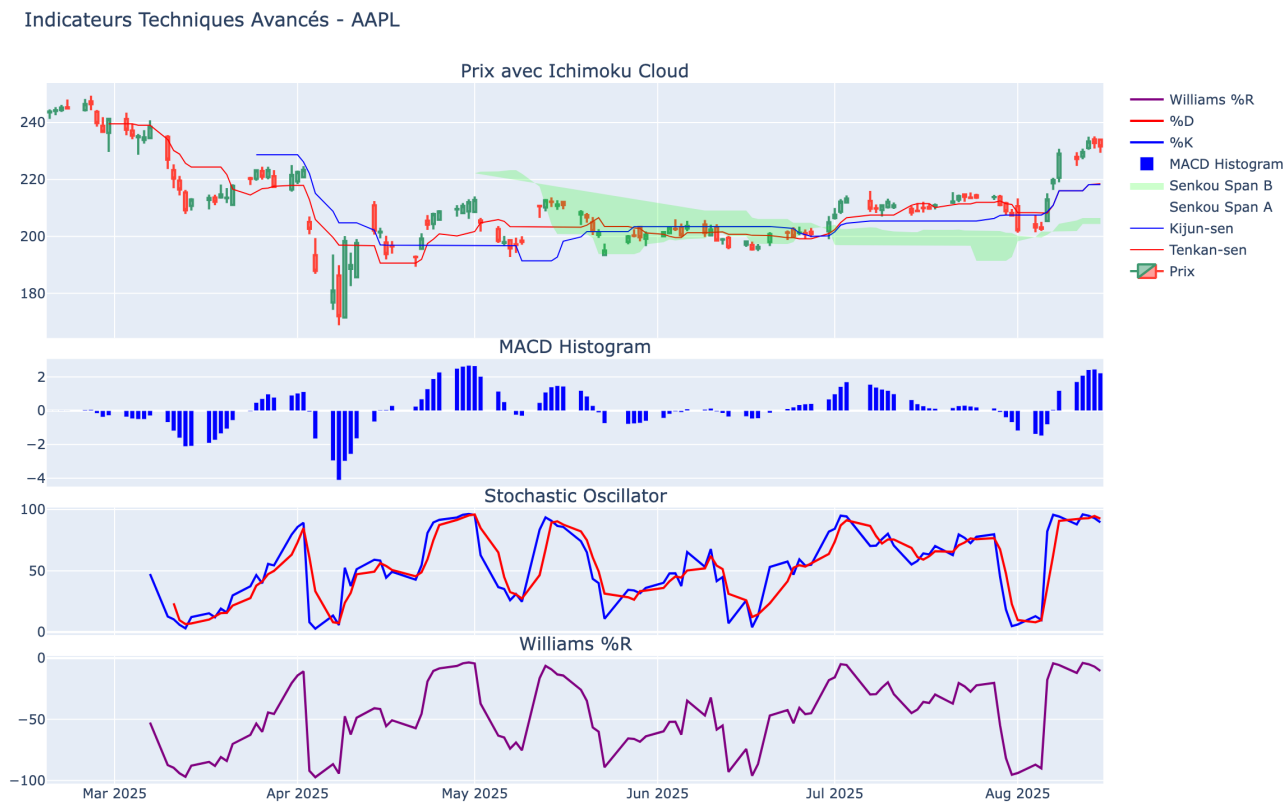 Indicateurs Techniques Avancés - AAPL
Prix avec Ichimoku Cloud
240
220
200
180
Williams %R
%D
%K
MACD Histogram
Senkou Span B
Senkou Span A
Kijun-sen
Tenkan-sen
Prix
MACD Histogram
2
0
−2
−4
Stochastic Oscillator
100
50
0
Williams %R
0
−50
−100
Mar 2025
Apr 2025
May 2025
Jun 2025
Jul 2025
Aug 2025